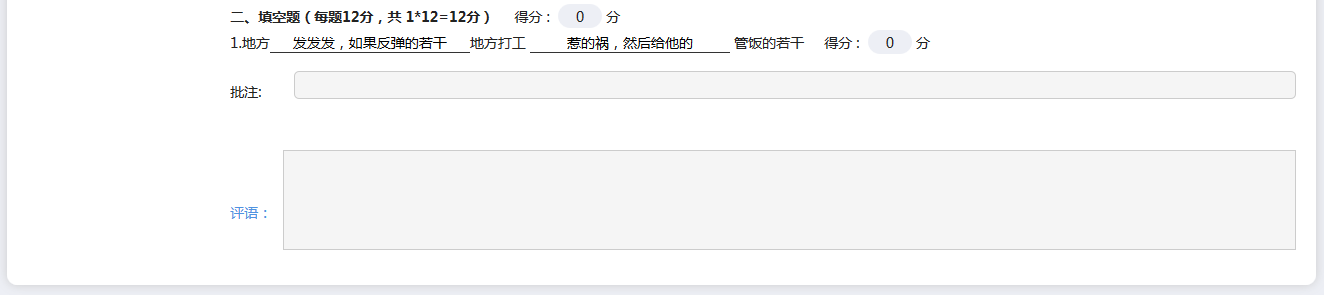 二、填空题（每题12分，共 1*12=12分） 得分： 0 分
1.地方 发发发，如果反弹的若干 地方打工 惹的祸，然后给他的 管饭的若干 得分： 0 分
批注:
评语：